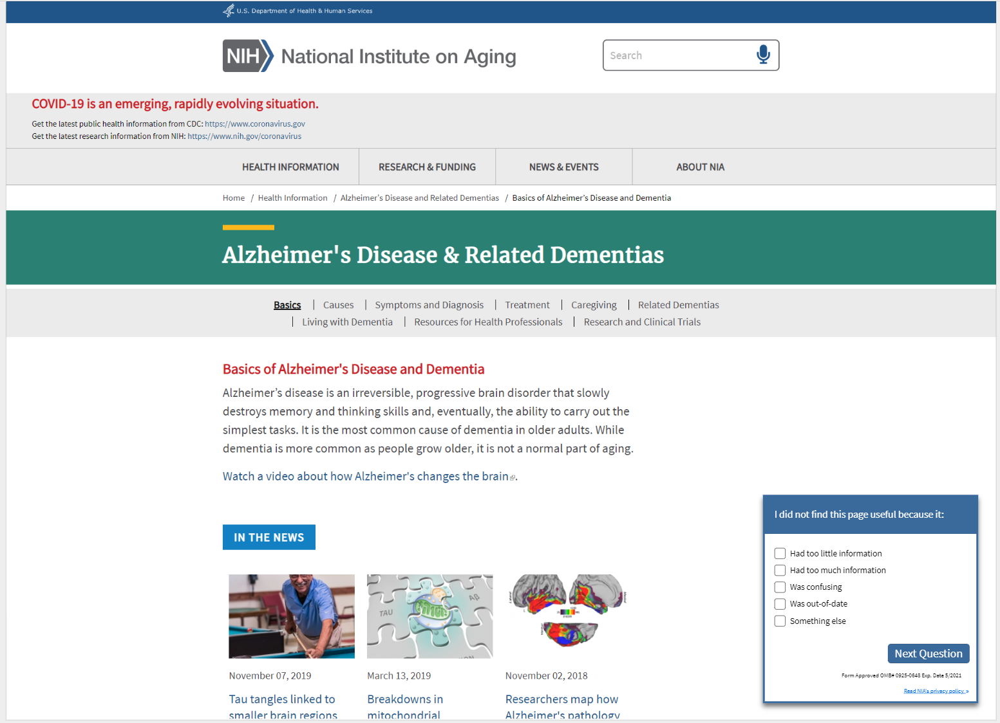 U.S. Department of Health & Human Services
NIH National Institute on Aging
Search
COVID-19 is an emerging, rapidly evolving situation.
Get the latest public health information from CDC: https://www.coronavirus.gov
Get the latest research information from NIH: https://www.nih.gov/coronavirus
HEALTH INFORMATION
RESEARCH & FUNDING
NEWS & EVENTS
ABOUT NIA
Home / Health Information / Alzheimer's Disease and Related Dementias / Basics of Alzheimer's Disease and Dementia
Alzheimer's Disease & Related Dementias
Basics | Causes | Symptoms and Diagnosis | Treatment | Caregiving | Related Dementias
| Living with Dementia | Resources for Health Professionals | Research and Clinical Trials
Basics of Alzheimer's Disease and Dementia
Alzheimer’s disease is an irreversible, progressive brain disorder that slowly
destroys memory and thinking skills and, eventually, the ability to carry out the
simplest tasks. It is the most common cause of dementia in older adults. While
dementia is more common as people grow older, it is not a normal part of aging.
Watch a video about how Alzheimer's changes the brain.
IN THE NEWS
TAU
Aβ
November 07, 2019
Tau tangles linked to
smaller brain regions
March 13, 2019
Breakdowns in
mitochondrial
November 02, 2018
Researchers map how
Alzheimer's pathology
I did not find this page useful because it:
Had too little information
Had too much information
Was confusing
Was out-of-date
Something else
Next Question
Form Approved OMB# 0925-0648 Exp. Date 5/2021
Read NIA's privacy policy »